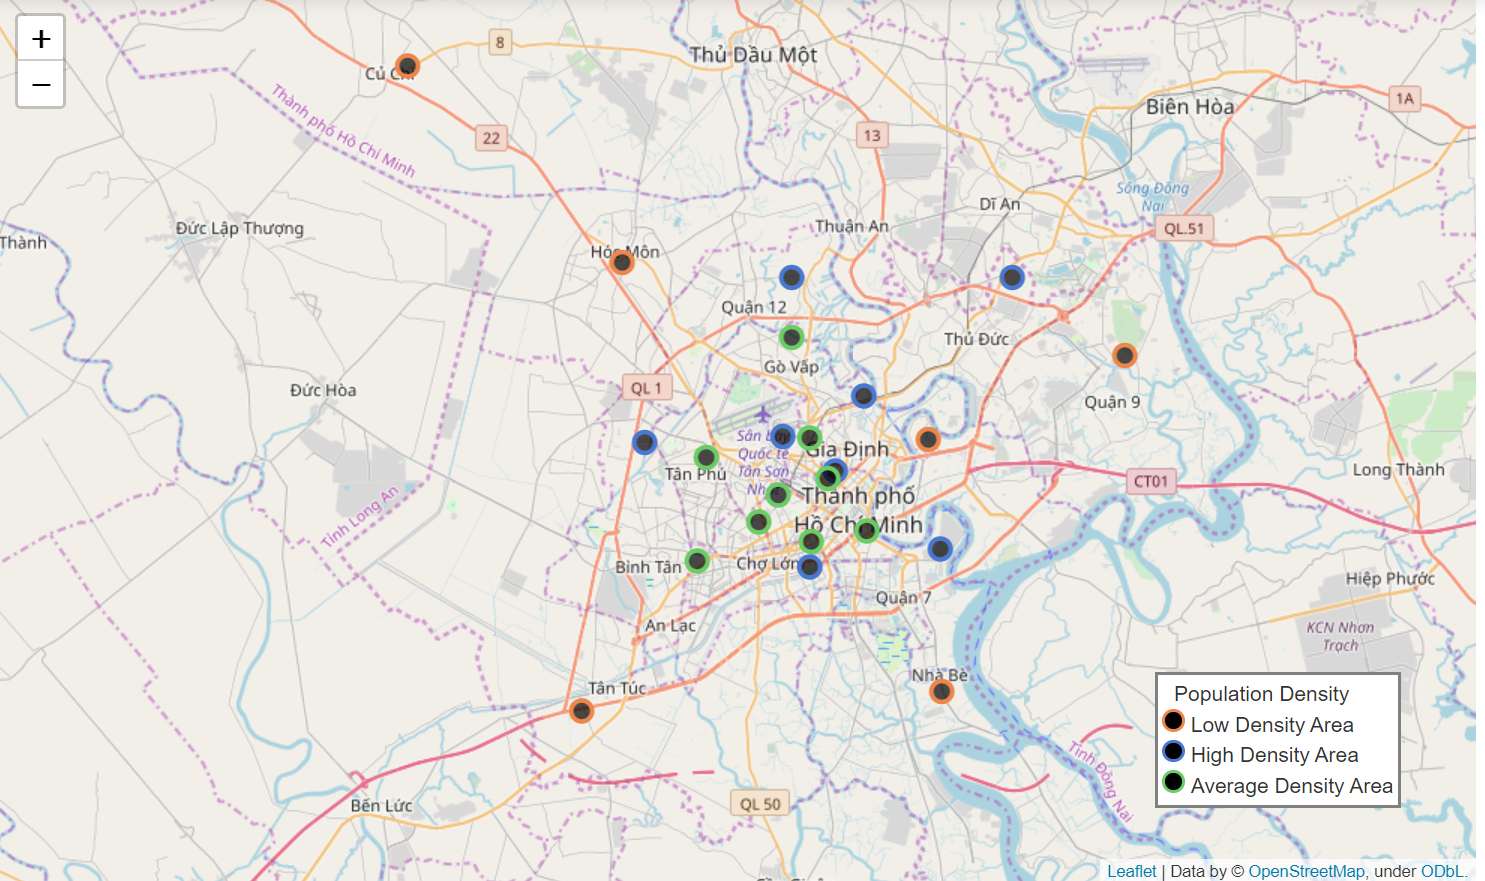 +
−
8
Thủ Dầu Một
Củ Chi
Thành phố Hồ Chí Minh
22
13
Biên Hòa
1A
Sông Đồng
Nai
Dĩ An
QL.51
Đức Lập Thượng
Thành
Thuận An
Hóc Môn
Quận 12
Thủ Đức
Gò Vấp
QL 1
Đức Hòa
Quận 9
Sân bay
Quốc tế
Tân Sơn
Nh
Gia Định
Tân Phú
Long Thành
CT01
Thành phố
Hồ Chí Minh
Tỉnh Long An
Bình Tân
Chợ Lớn
Hiệp Phước
Quận 7
An Lạc
KCN Nhơn
Trạch
Nhà Bè
Tân Túc
Tỉnh Đồng Nai
Bến Lức
QL 50
Population Density
Low Density Area
High Density Area
Average Density Area
Leaflet | Data by © OpenStreetMap, under ODbL.